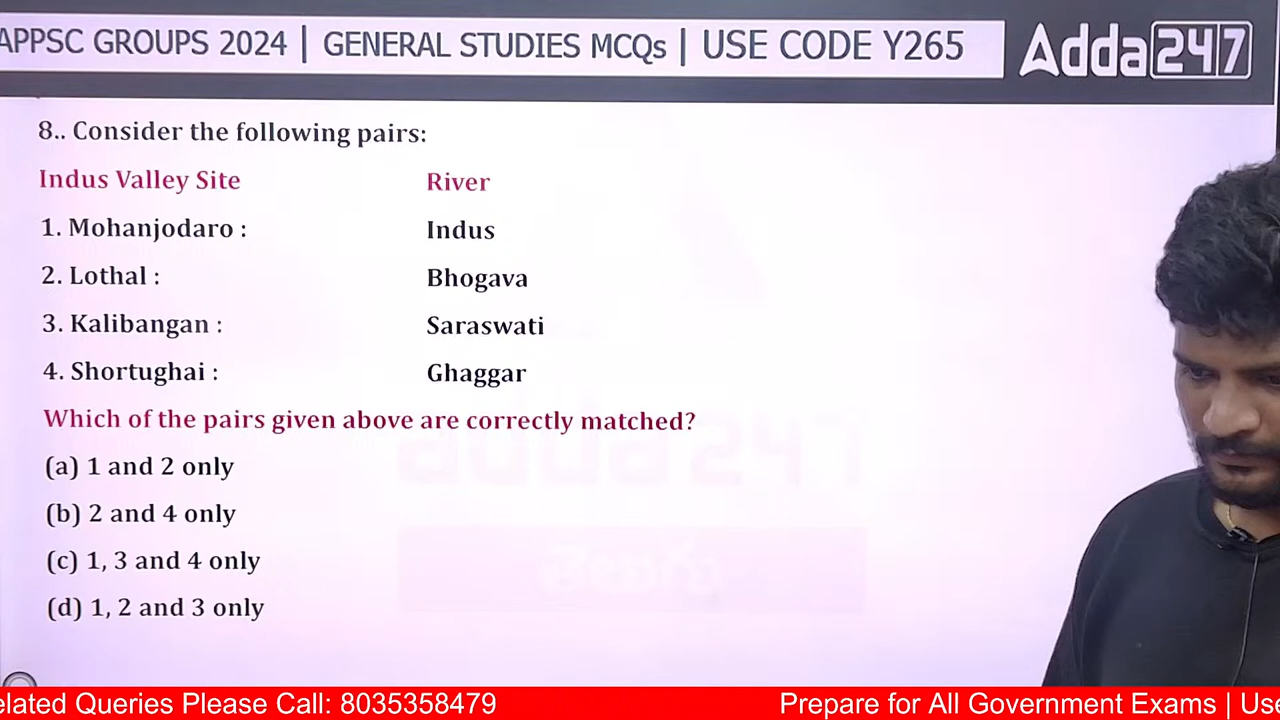 APPSC GROUPS 2024 | GENERAL STUDIES MCQs | USE CODE Y265
Adda247
8.. Consider the following pairs:
Indus Valley Site River
1. Mohanjodaro : Indus
2. Lothal : Bhogava
3. Kalibangan : Saraswati
4. Shortughai : Ghaggar
Which of the pairs given above are correctly matched?
(a) 1 and 2 only
(b) 2 and 4 only
(c) 1, 3 and 4 only
(d) 1, 2 and 3 only
adda247
తెలుగు
elated Queries Please Call: 8035358479 Prepare for All Government Exams | Use